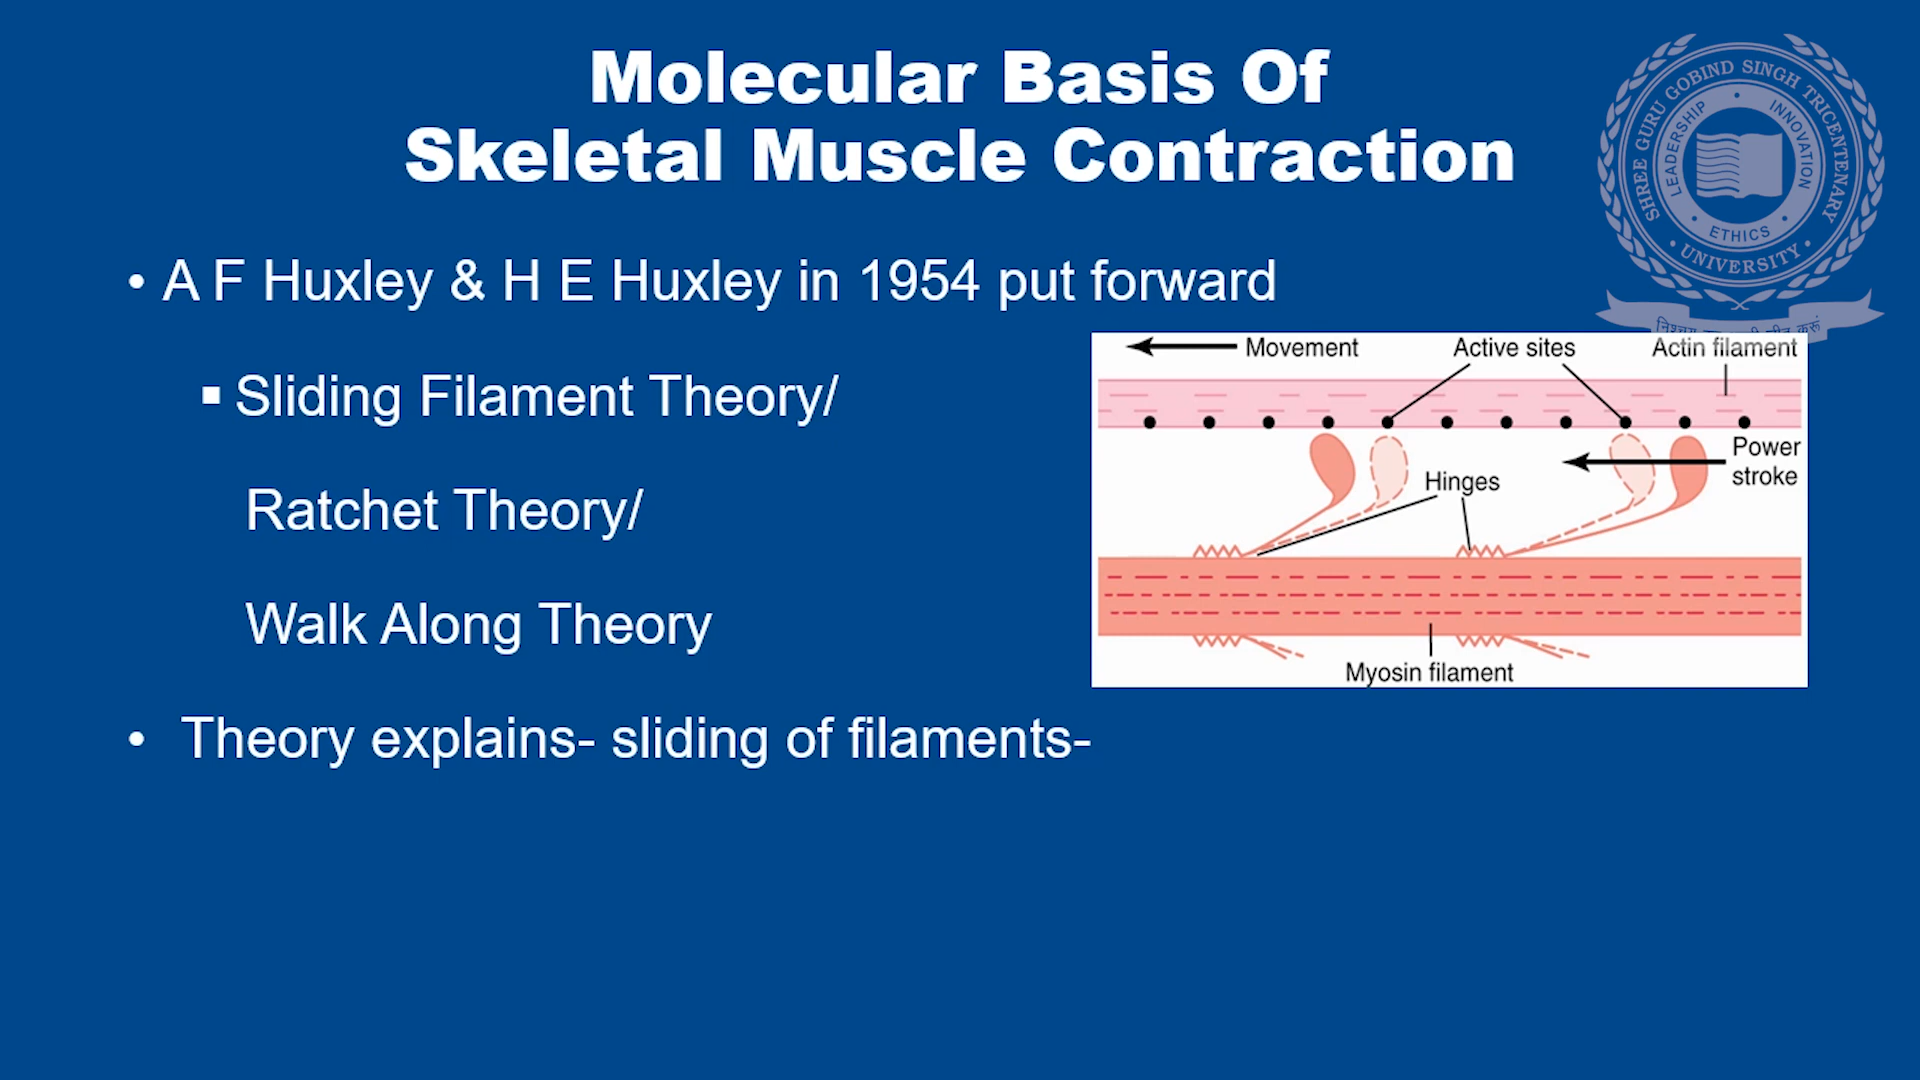 Molecular Basis Of
Skeletal Muscle Contraction
• A F Huxley & H E Huxley in 1954 put forward
▪ Sliding Filament Theory/
Ratchet Theory/
Walk Along Theory
• Theory explains- sliding of filaments-
Movement
Active sites
Actin filament
Power
stroke
Hinges
Myosin filament
SHREE GURU GOBIND SINGH TRICENTENARY
• UNIVERSITY •
LEADERSHIP
INNOVATION
• ETHICS •